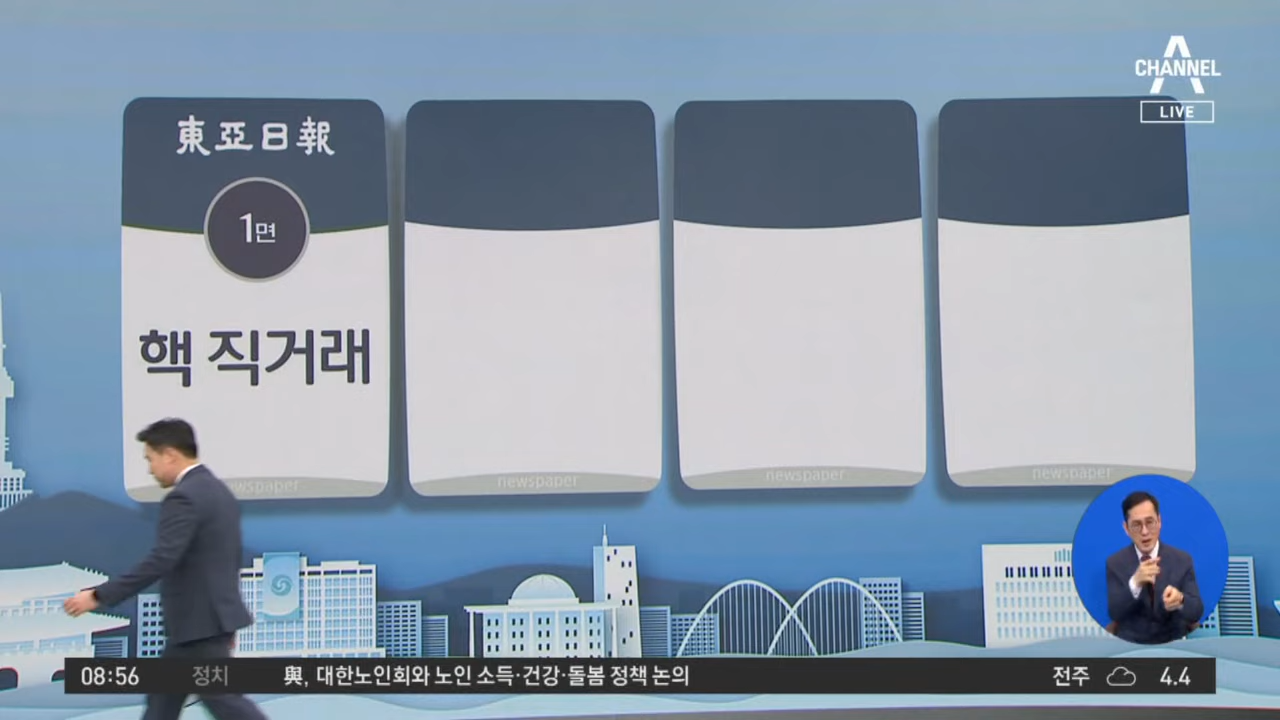 CHANNEL A
LIVE
東亞日報
1면
핵 직거래
newspaper
newspaper
newspaper
08:56 정치 與, 대한노인회와 노인 소득·건강·돌봄 정책 논의 전주 4.4